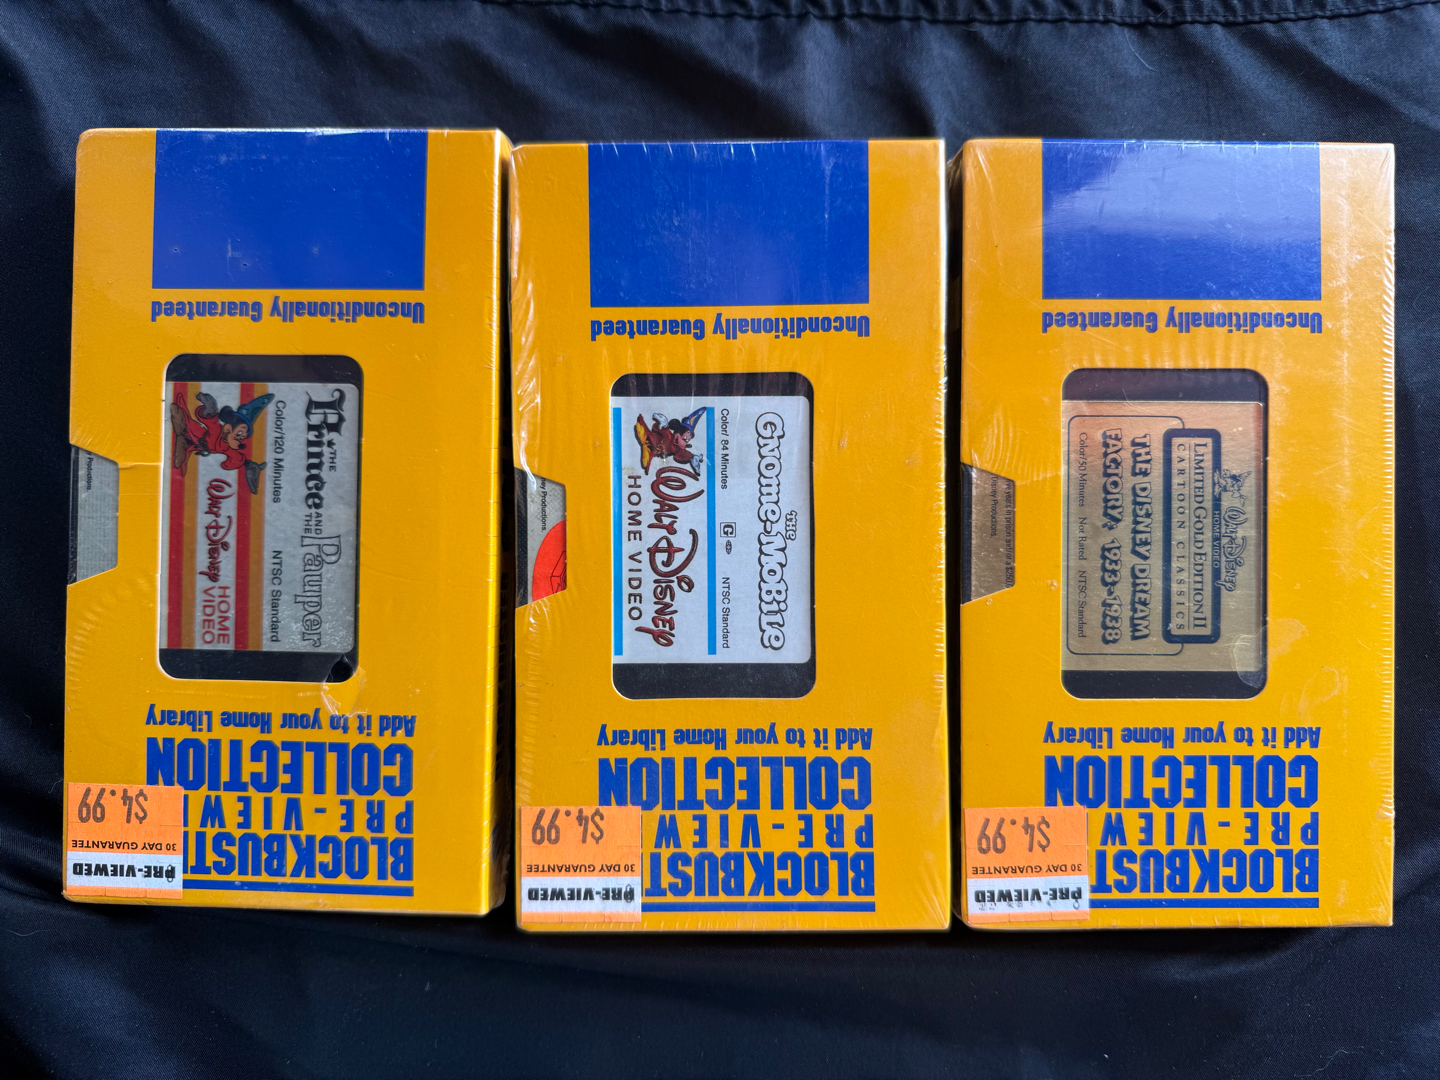 BLOCKBUST
PRE-VIEW
COLLECTION
Add it to your Home Library
Unconditionally Guaranteed
PRE-VIEWED
30 DAY GUARANTEE
$4.99
THE
Prince
AND THE
Pauper
Color/120 Minutes
NTSC Standard
WALT DISNEY
HOME VIDEO
Productions.
BLOCKBUST
PRE-VIEW
COLLECTION
Add it to your Home Library
Unconditionally Guaranteed
PRE-VIEWED
30 DAY GUARANTEE
$4.99
THE
GNOME-MOBILE
Color/ 84 Minutes
G
NTSC Standard
WALT DISNEY
HOME VIDEO
ey Productions.
BLOCKBUST
PRE-VIEW
COLLECTION
Add it to your Home Library
Unconditionally Guaranteed
PRE-VIEWED
30 DAY GUARANTEE
$4.99
WALT DISNEY
HOME VIDEO
LIMITED GOLD EDITION II
CARTOON CLASSICS
THE DISNEY DREAM
FACTORY: 1933-1938
Color/50 Minutes
Not Rated
NTSC Standard
Disney Productions.